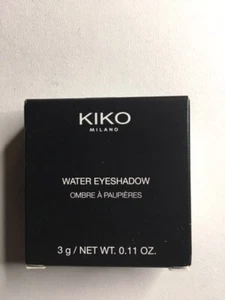 KIKO
MILANO
WATER EYESHADOW
OMBRE À PAUPIÈRES
3 g / NET WT. 0.11 OZ.